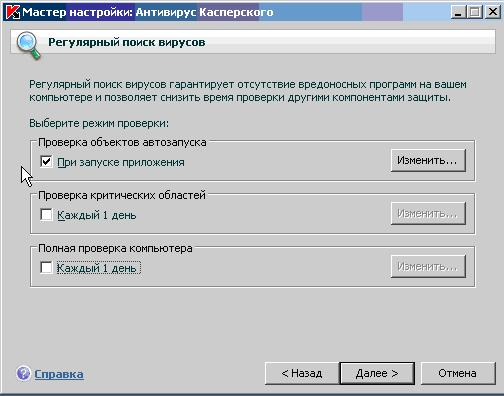 Мастер настройки: Антивирус Касперского
Регулярный поиск вирусов
Регулярный поиск вирусов гарантирует отсутствие вредоносных программ на вашем
компьютере и позволяет снизить время проверки другими компонентами защиты.
Выберите режим проверки:
Проверка объектов автозапуска
При запуске приложения
Изменить...
Проверка критических областей
Каждый 1 день
Изменить...
Полная проверка компьютера
Каждый 1 день
Изменить...
Справка
< Назад
Далее >
Отмена